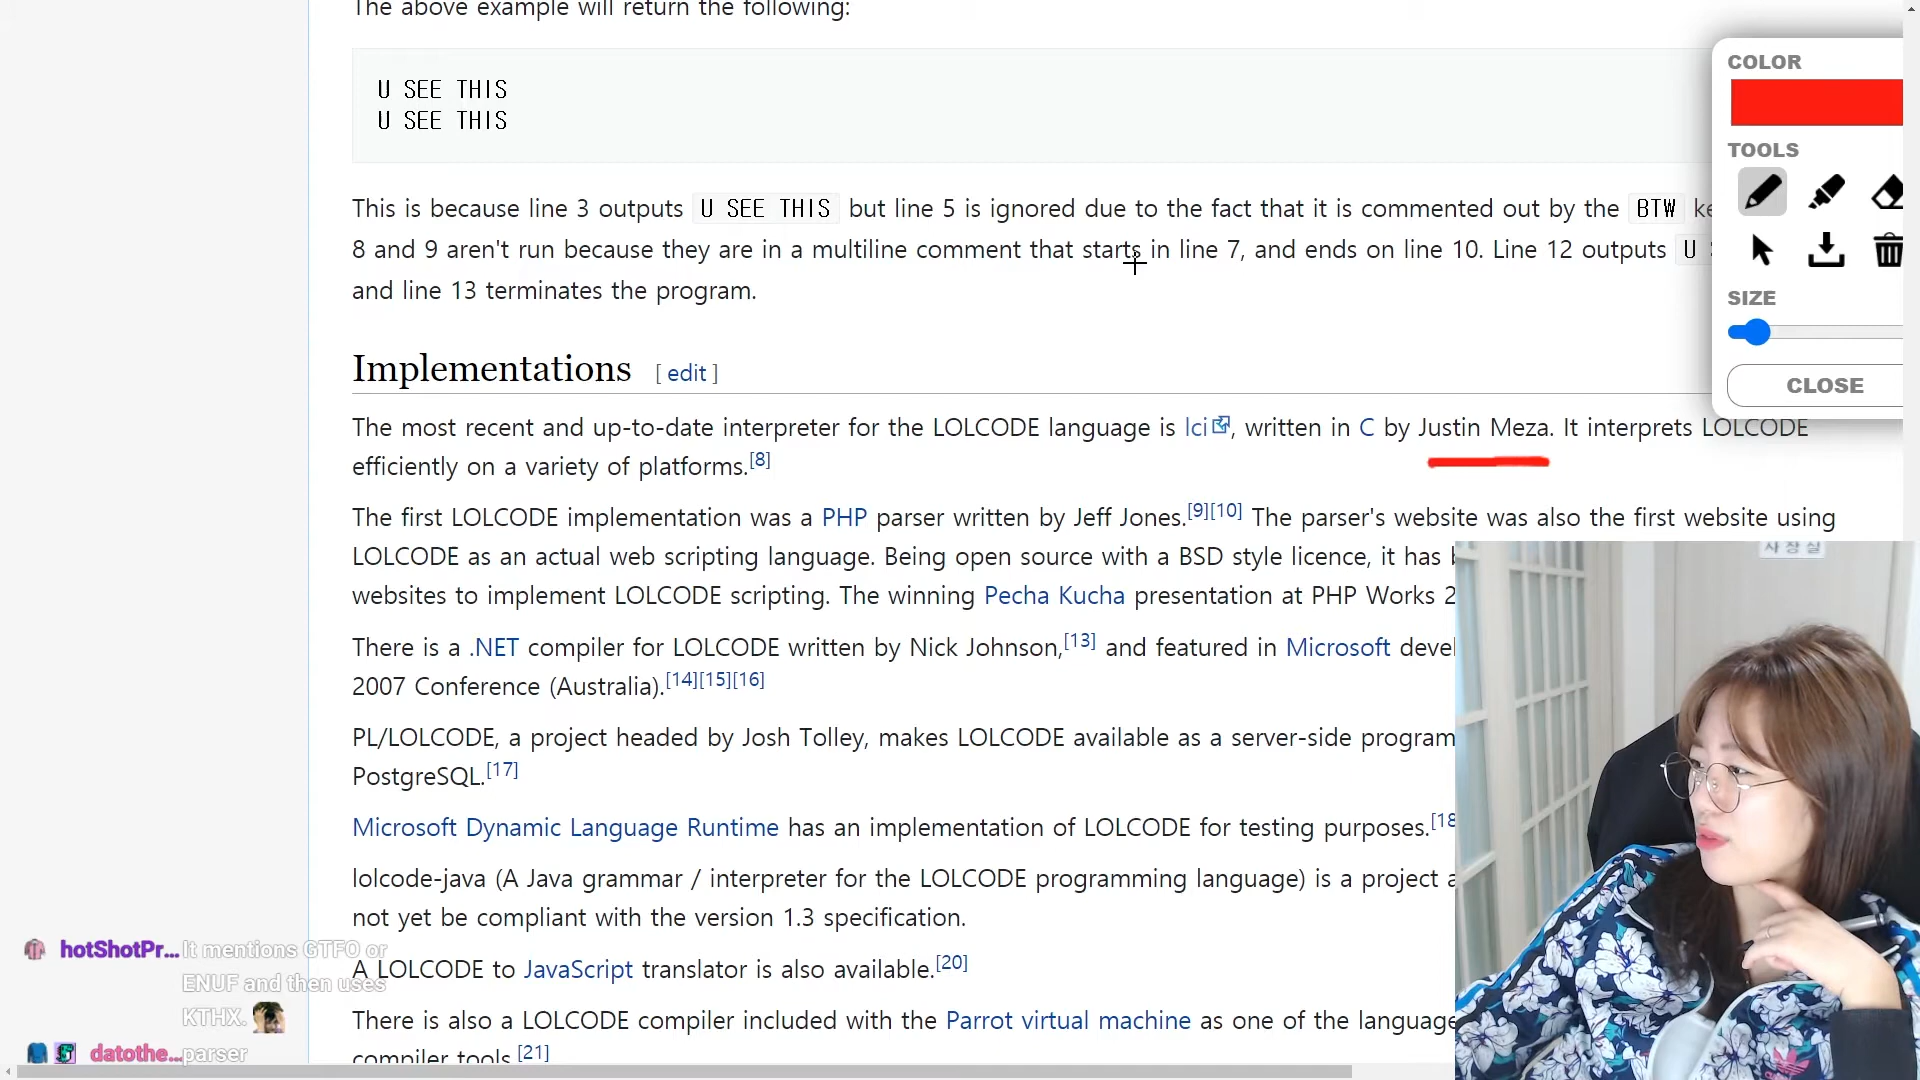 The above example will return the following:
U SEE THIS
U SEE THIS
This is because line 3 outputs U SEE THIS but line 5 is ignored due to the fact that it is commented out by the BTW
8 and 9 aren't run because they are in a multiline comment that starts in line 7, and ends on line 10. Line 12 outputs U
and line 13 terminates the program.
Implementations [ edit ]
The most recent and up-to-date interpreter for the LOLCODE language is lci, written in C by Justin Meza. It interprets LOLCODE
efficiently on a variety of platforms.[8]
The first LOLCODE implementation was a PHP parser written by Jeff Jones.[9][10] The parser's website was also the first website using
LOLCODE as an actual web scripting language. Being open source with a BSD style licence, it has
websites to implement LOLCODE scripting. The winning Pecha Kucha presentation at PHP Works 2
There is a .NET compiler for LOLCODE written by Nick Johnson,[13] and featured in Microsoft devel
2007 Conference (Australia).[14][15][16]
PL/LOLCODE, a project headed by Josh Tolley, makes LOLCODE available as a server-side program
PostgreSQL.[17]
Microsoft Dynamic Language Runtime has an implementation of LOLCODE for testing purposes.[18
lolcode-java (A Java grammar / interpreter for the LOLCODE programming language) is a project a
not yet be compliant with the version 1.3 specification.
A LOLCODE to JavaScript translator is also available.[20]
There is also a LOLCODE compiler included with the Parrot virtual machine as one of the language
compiler tools.[21]
COLOR
TOOLS
SIZE
CLOSE
사장실
hotShotPr... It mentions GTFO or
ENUF and then uses
KTHX.
datothe... parser